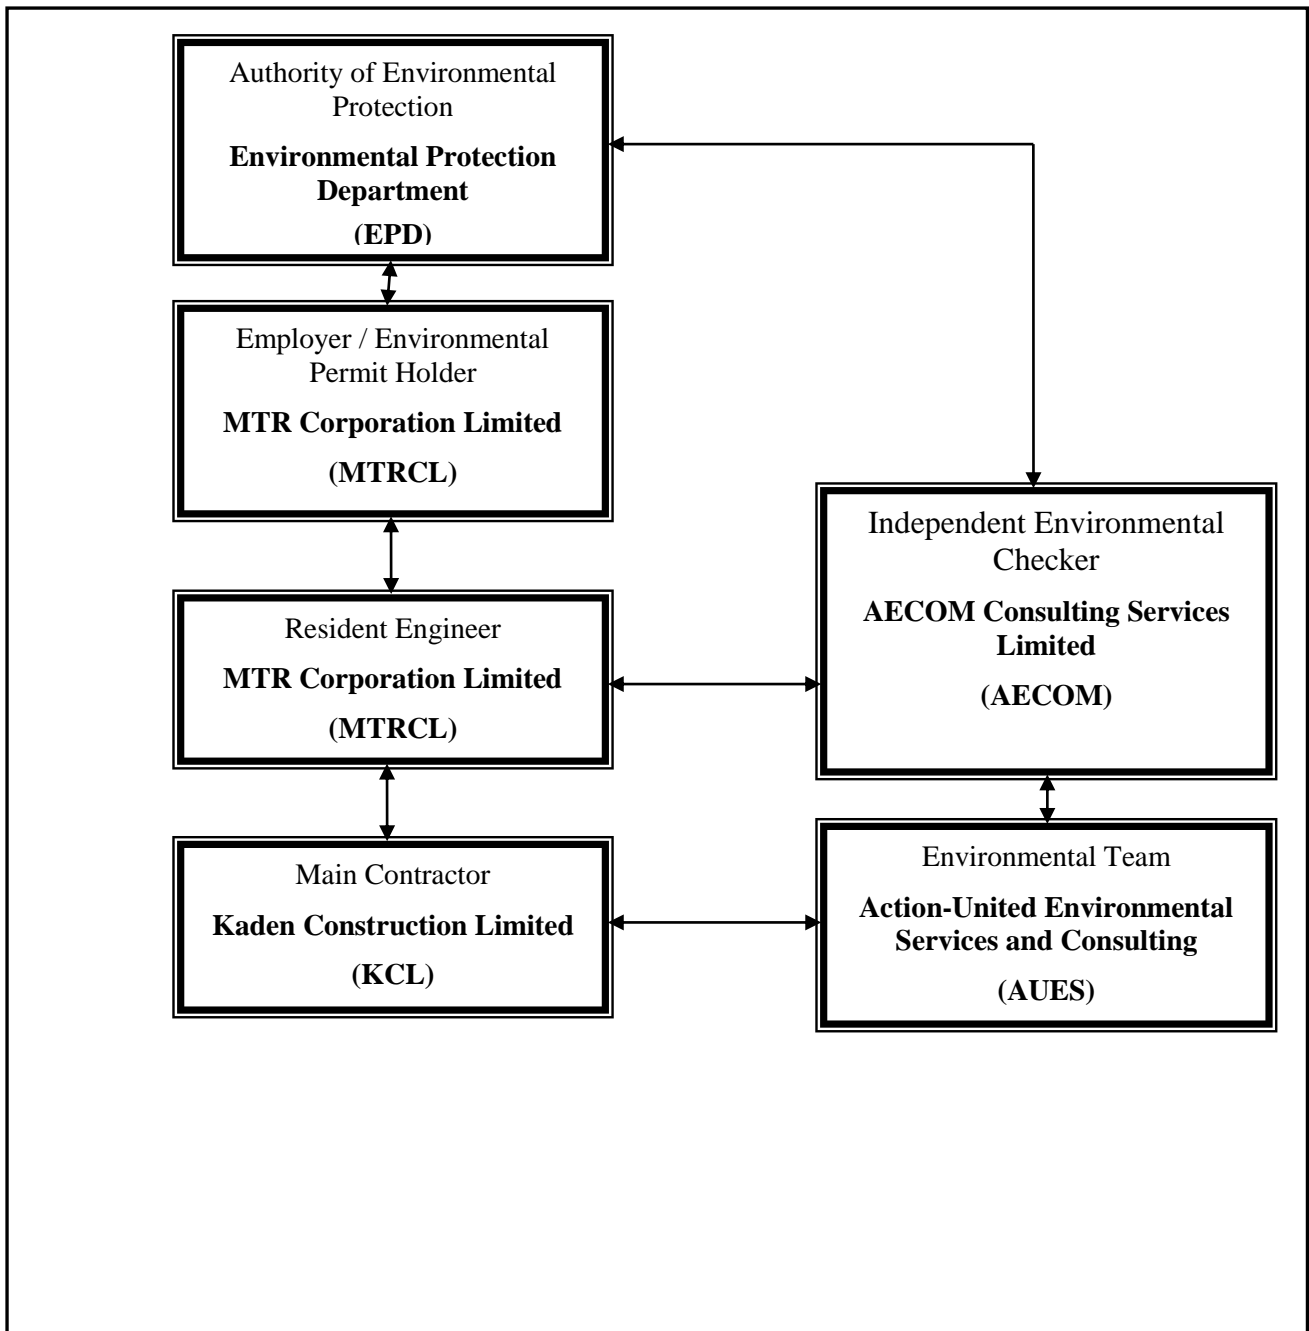 Authority of Environmental
Protection
Environmental Protection
Department
(EPD)
Employer / Environmental
Permit Holder
MTR Corporation Limited
(MTRCL)
Resident Engineer
MTR Corporation Limited
(MTRCL)
Main Contractor
Kaden Construction Limited
(KCL)
Independent Environmental
Checker
AECOM Consulting Services
Limited
(AECOM)
Environmental Team
Action-United Environmental
Services and Consulting
(AUES)